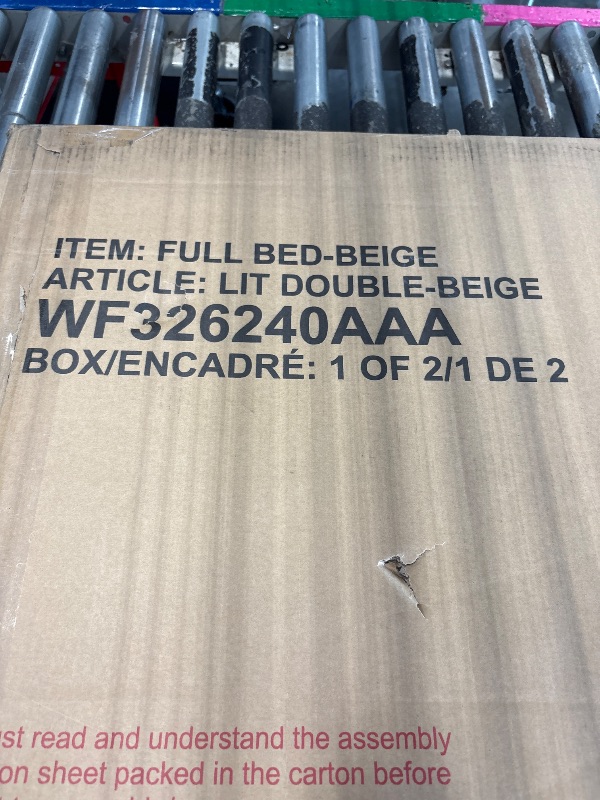 ITEM: FULL BED-BEIGE
ARTICLE: LIT DOUBLE-BEIGE
WF326240AAA
BOX/ENCADRÉ: 1 OF 2/1 DE 2
read and understand the assembly
sheet packed in the carton before